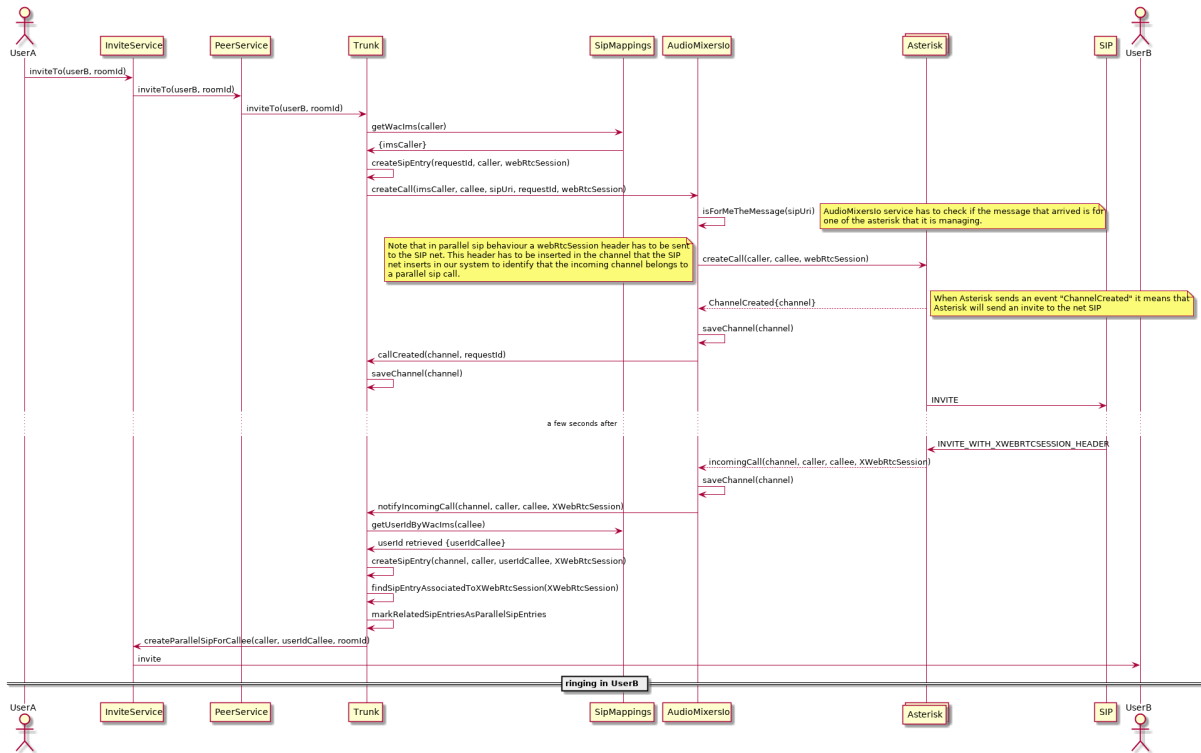 UserA
UserB
InviteService
PeerService
Trunk
SipMappings
AudioMixersIo
Asterisk
SIP
inviteTo(userB, roomId)
inviteTo(userB, roomId)
inviteTo(userB, roomId)
getWacIms(caller)
{imsCaller}
createSipEntry(requestId, caller, webRtcSession)
createCall(imsCaller, callee, sipUri, requestId, webRtcSession)
isForMeTheMessage(sipUri)
AudioMixersIo service has to check if the message that arrived is for
one of the asterisk that it is managing.
Note that in parallel sip behaviour a webRtcSession header has to be sent
to the SIP net. This header has to be inserted in the channel that the SIP
net inserts in our system to identify that the incoming channel belongs to
a parallel sip call.
createCall(caller, callee, webRtcSession)
ChannelCreated{channel}
When Asterisk sends an event "ChannelCreated" it means that
Asterisk will send an invite to the net SIP
saveChannel(channel)
callCreated(channel, requestId)
saveChannel(channel)
INVITE
a few seconds after
INVITE_WITH_XWEBRTCSESSION_HEADER
incomingCall(channel, caller, callee, XWebRtcSession)
saveChannel(channel)
notifyIncomingCall(channel, caller, callee, XWebRtcSession)
getUserIdByWacIms(callee)
userId retrieved {userIdCallee}
createSipEntry(channel, caller, userIdCallee, XWebRtcSession)
findSipEntryAssociatedToXWebRtcSession(XWebRtcSession)
markRelatedSipEntriesAsParallelSipEntries
createParallelSipForCallee(caller, userIdCallee, roomId)
invite
ringing in UserB
UserA
InviteService
PeerService
Trunk
SipMappings
AudioMixersIo
Asterisk
SIP
UserB